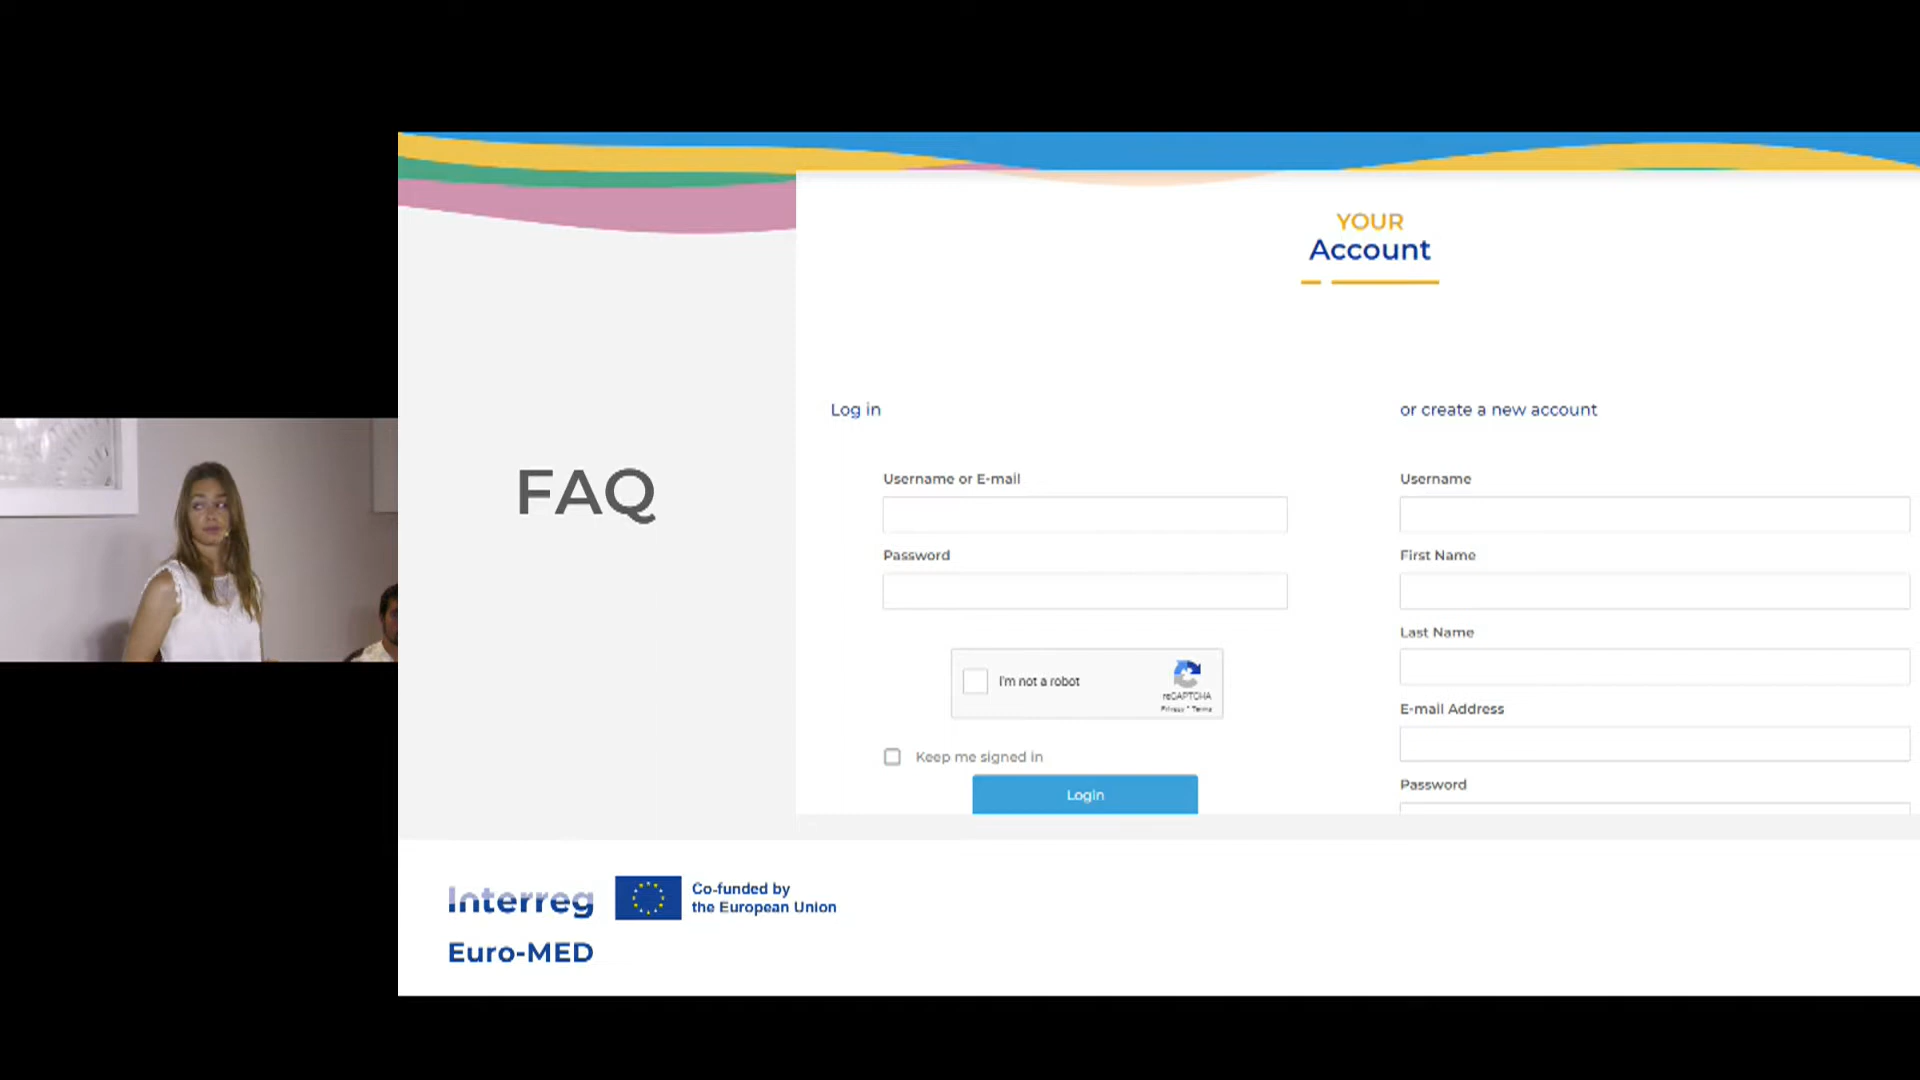 YOUR
Account
Log in
or create a new account
FAQ
Username or E-mail
Username
Password
First Name
Last Name
I'm not a robot
reCAPTCHA
Privacy - Terms
E-mail Address
Keep me signed in
Password
Login
Interreg
Co-funded by
the European Union
Euro-MED